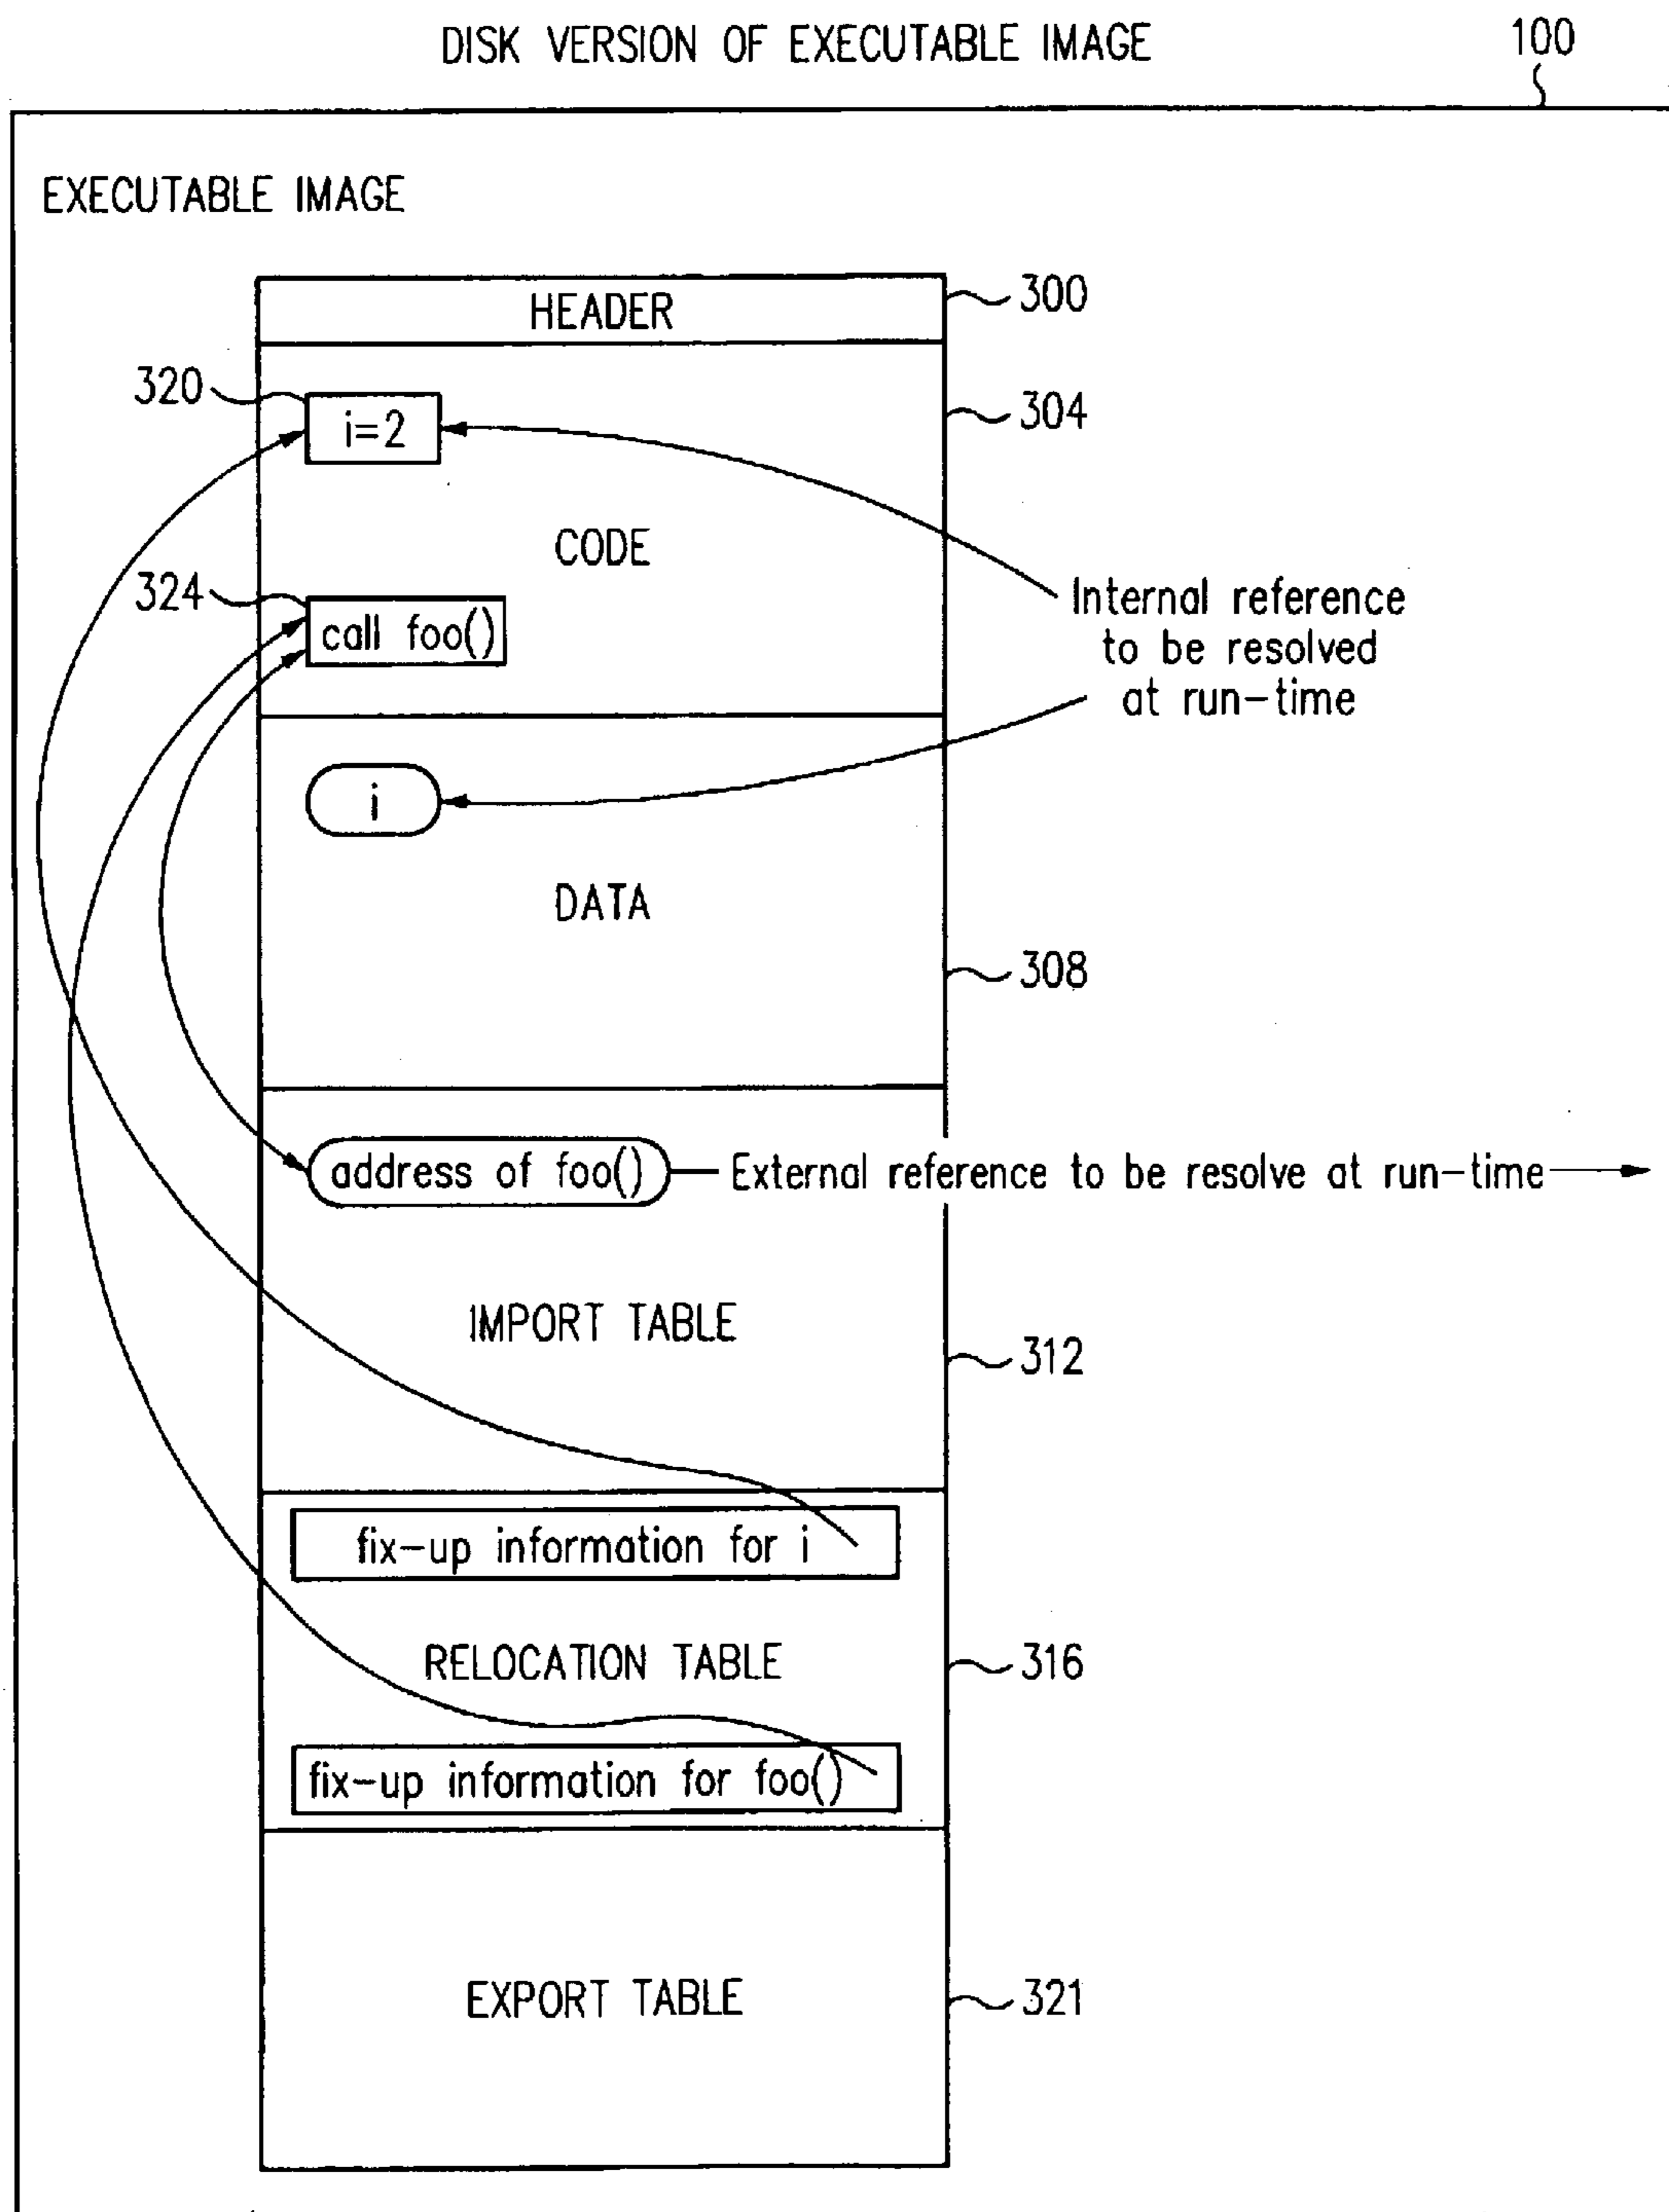 DISK VERSION OF EXECUTABLE IMAGE
100
EXECUTABLE IMAGE
HEADER
300
320
i=2
304
CODE
324
call foo()
Internal reference
to be resolved
at run-time
i
DATA
308
address of foo()
External reference to be resolve at run-time
IMPORT TABLE
312
fix-up information for i
RELOCATION TABLE
316
fix-up information for foo()
EXPORT TABLE
321